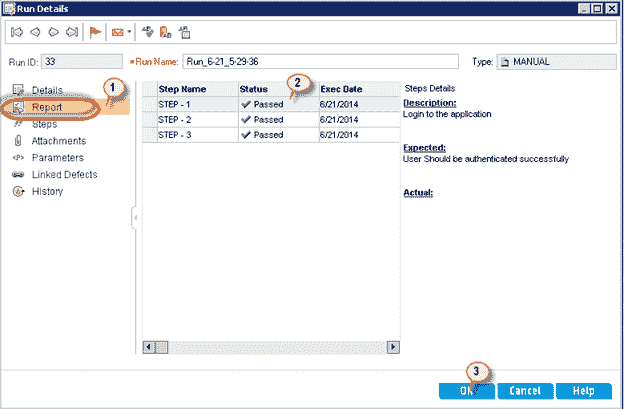 Run Details
Run ID: 33 *Run Name: Run_6-21_5-29-36 Type: MANUAL
Details
Report
Steps
Attachments
<P> Parameters
Linked Defects
History
1
2
Step Name Status Exec Date
STEP - 1 Passed 6/21/2014
STEP - 2 Passed 6/21/2014
STEP - 3 Passed 6/21/2014
Steps Details
Description:
Login to the application
Expected:
User Should be authenticated successfully
Actual:
3
OK Cancel Help